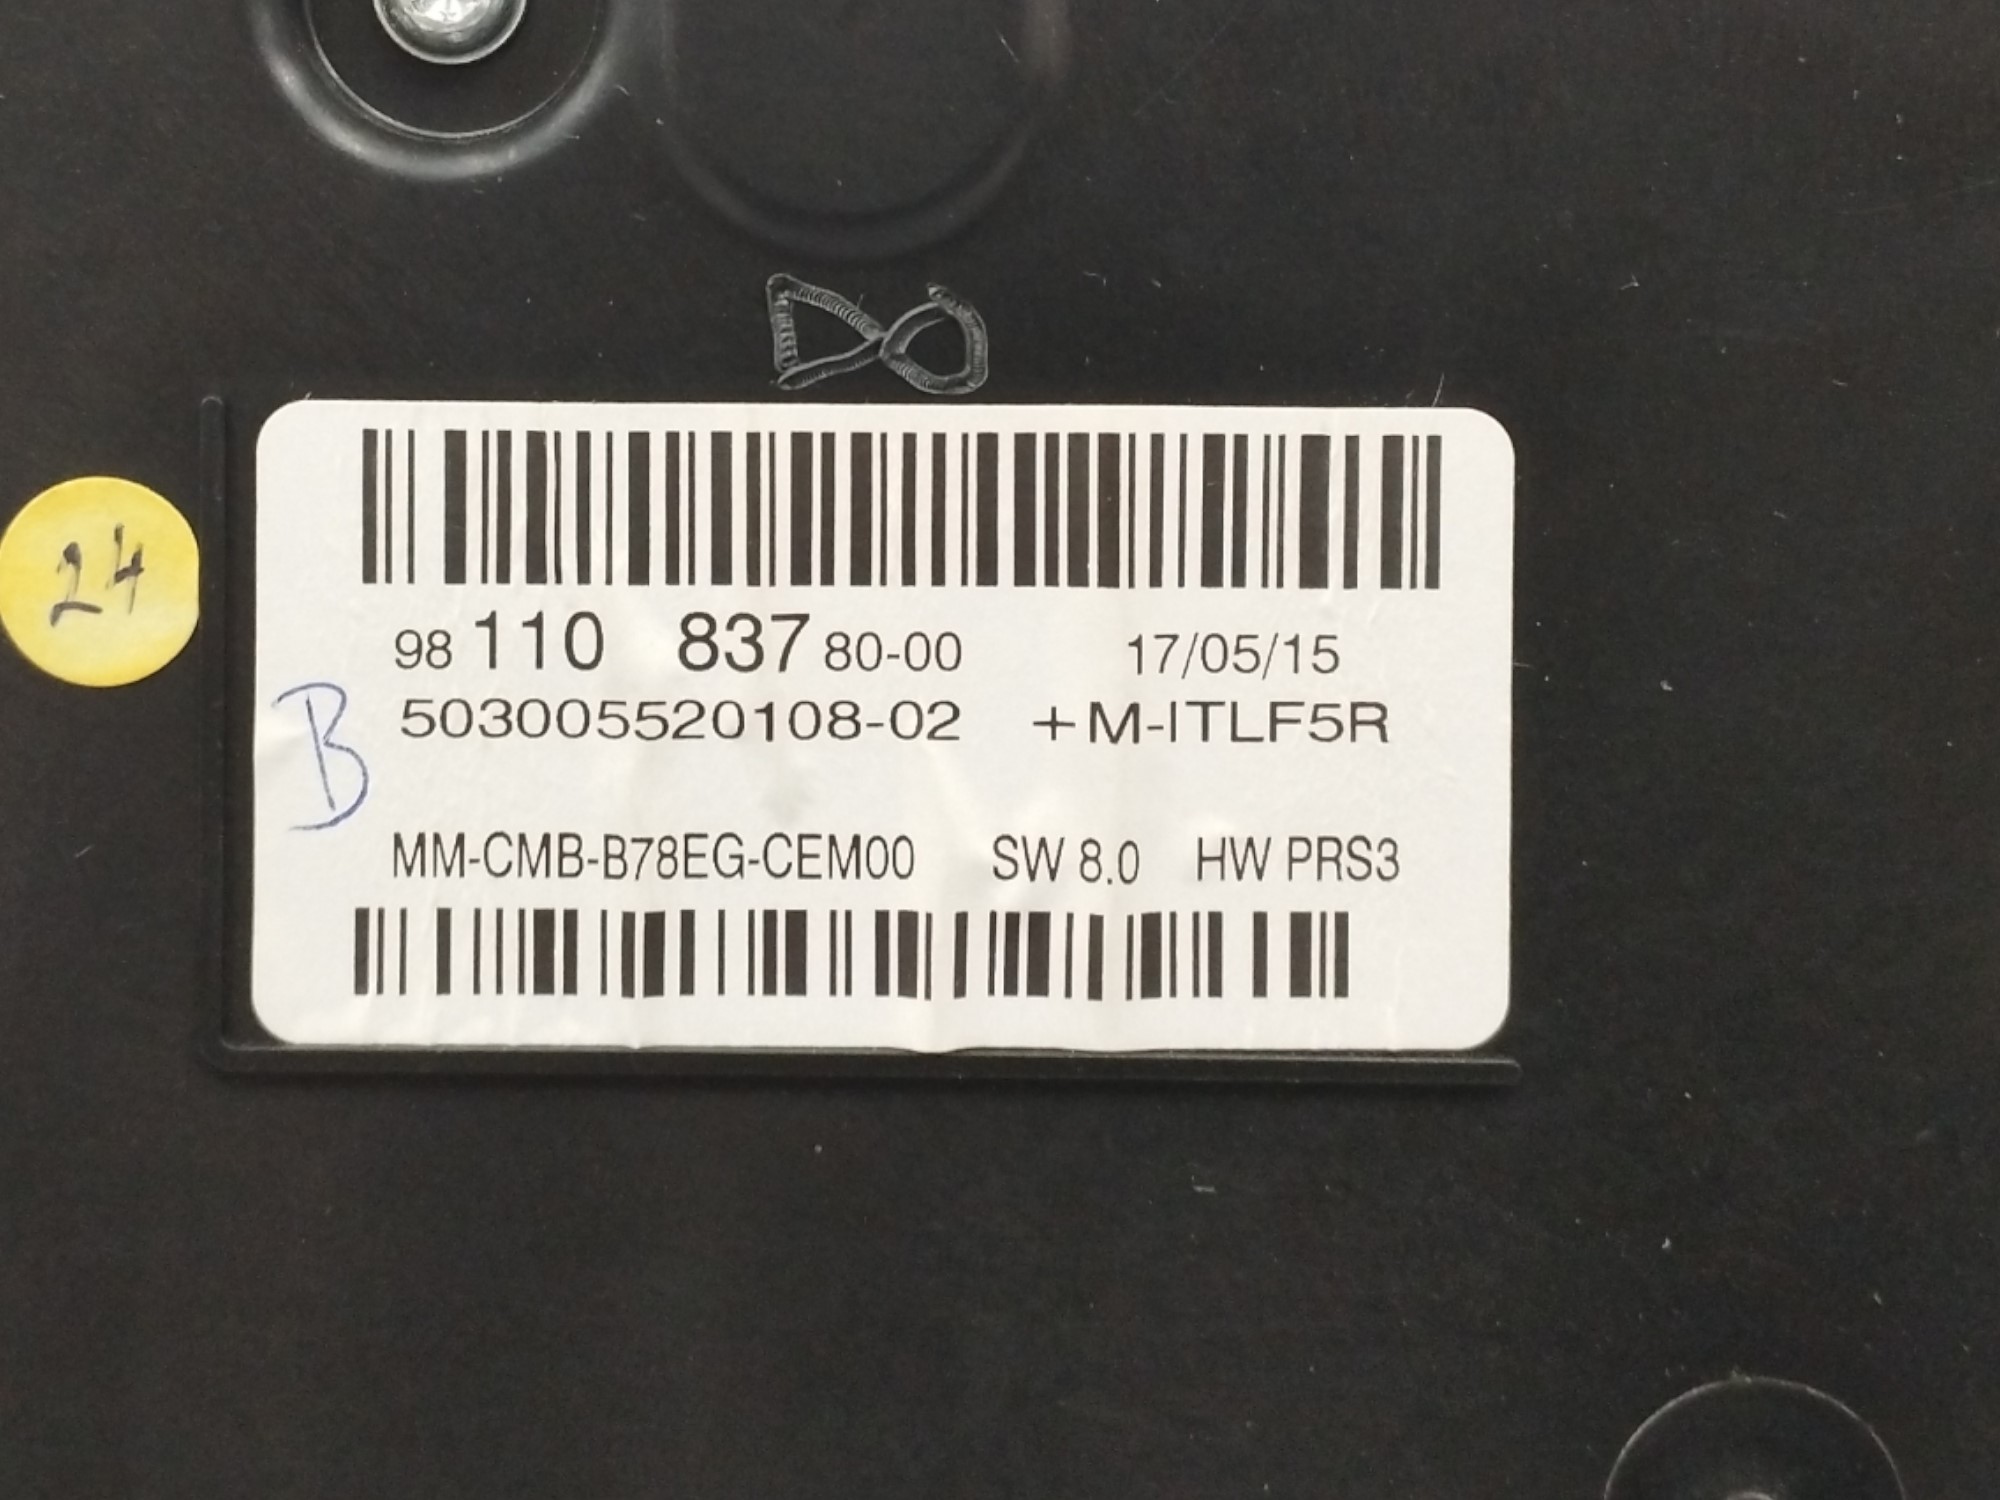 24
98 110 837 80-00 17/05/15
503005520108-02 +M-ITLF5R
B
MM-CMB-B78EG-CEM00 SW 8.0 HW PRS3